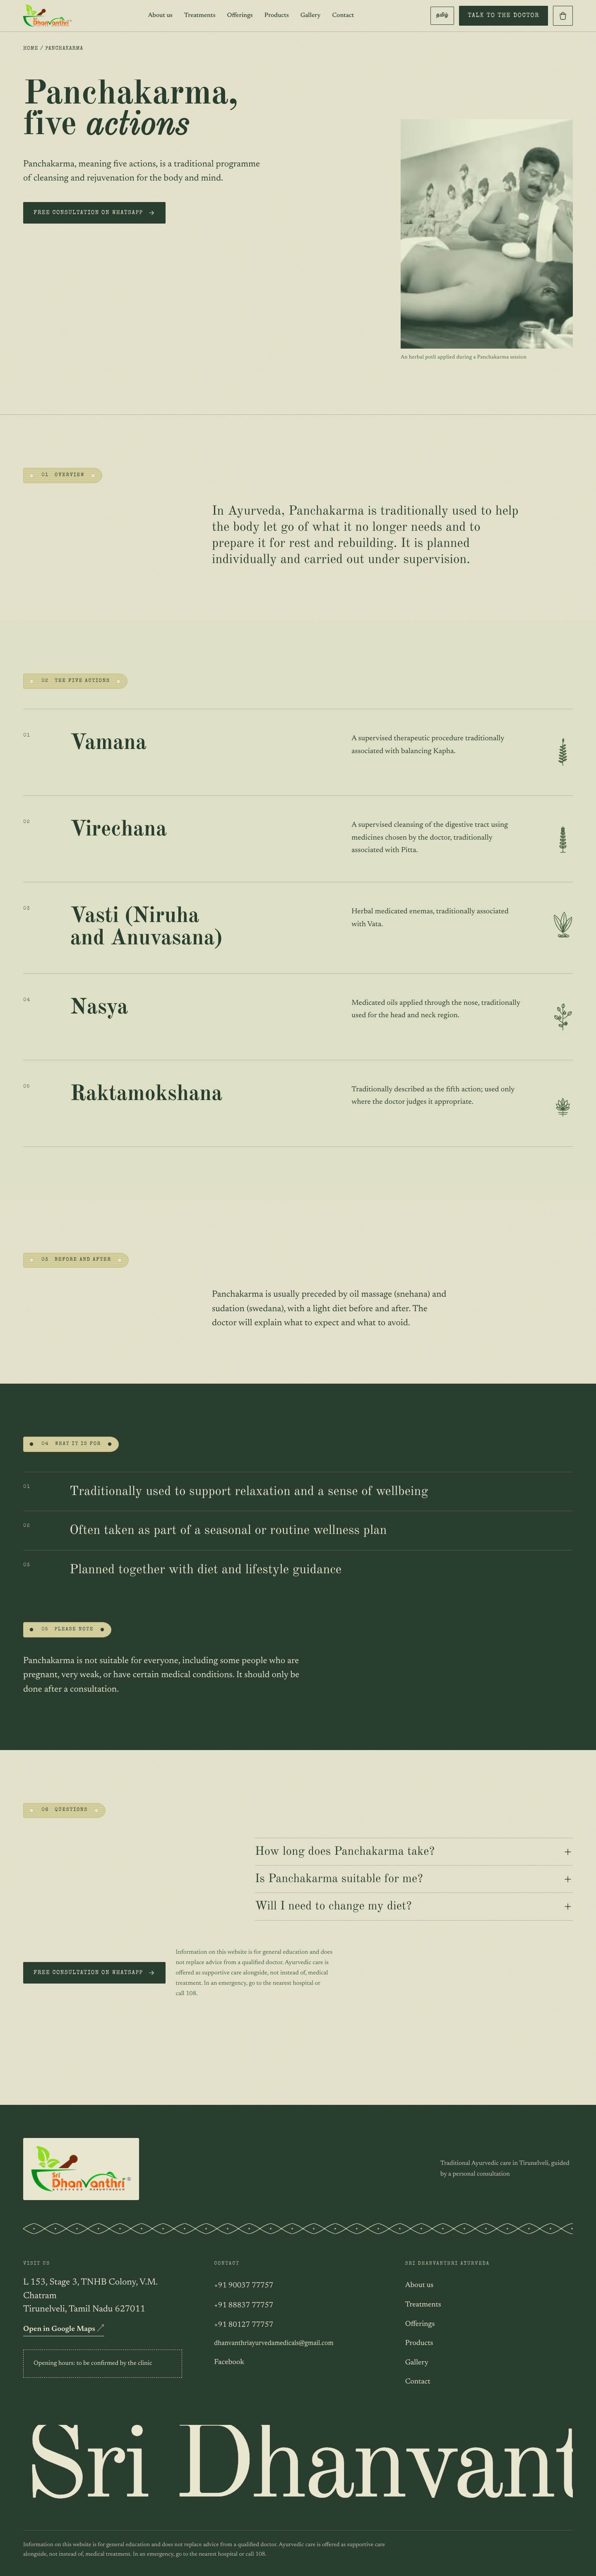 Sri
Dhanvanthri
About us
Treatments
Offerings
Products
Gallery
Contact
தமிழ்
TALK TO THE DOCTOR
HOME / PANCHAKARMA
Panchakarma,
five actions
Panchakarma, meaning five actions, is a traditional programme
of cleansing and rejuvenation for the body and mind.
FREE CONSULTATION ON WHATSAPP →
An herbal potli applied during a Panchakarma session
01 OVERVIEW
In Ayurveda, Panchakarma is traditionally used to help
the body let go of what it no longer needs and to
prepare it for rest and rebuilding. It is planned
individually and carried out under supervision.
02 THE FIVE ACTIONS
01
Vamana
A supervised therapeutic procedure traditionally
associated with balancing Kapha.
02
Virechana
A supervised cleansing of the digestive tract using
medicines chosen by the doctor, traditionally
associated with Pitta.
03
Vasti (Niruha
and Anuvasana)
Herbal medicated enemas, traditionally associated
with Vata.
04
Nasya
Medicated oils applied through the nose, traditionally
used for the head and neck region.
05
Raktamokshana
Traditionally described as the fifth action; used only
where the doctor judges it appropriate.
03 BEFORE AND AFTER
Panchakarma is usually preceded by oil massage (snehana) and
sudation (swedana), with a light diet before and after. The
doctor will explain what to expect and what to avoid.
04 WHAT IT IS FOR
01
Traditionally used to support relaxation and a sense of wellbeing
02
Often taken as part of a seasonal or routine wellness plan
03
Planned together with diet and lifestyle guidance
05 PLEASE NOTE
Panchakarma is not suitable for everyone, including some people who are
pregnant, very weak, or have certain medical conditions. It should only be
done after a consultation.
06 QUESTIONS
How long does Panchakarma take? +
Is Panchakarma suitable for me? +
Will I need to change my diet? +
FREE CONSULTATION ON WHATSAPP →
Information on this website is for general education and does
not replace advice from a qualified doctor. Ayurvedic care is
offered as supportive care alongside, not instead of, medical
treatment. In an emergency, go to the nearest hospital or
call 108.
Sri
Dhanvanthri ®
Traditional Ayurvedic care in Tirunelveli, guided
by a personal consultation
VISIT US
L 153, Stage 3, TNHB Colony, V.M.
Chatram
Tirunelveli, Tamil Nadu 627011
Open in Google Maps
Opening hours: to be confirmed by the clinic
CONTACT
+91 90037 77757
+91 88837 77757
+91 80127 77757
dhanvanthriayurvedamedicals@gmail.com
Facebook
SRI DHANVANTHRI AYURVEDA
About us
Treatments
Offerings
Products
Gallery
Contact
Sri Dhanvant
Information on this website is for general education and does not replace advice from a qualified doctor. Ayurvedic care is offered as supportive care
alongside, not instead of, medical treatment. In an emergency, go to the nearest hospital or call 108.